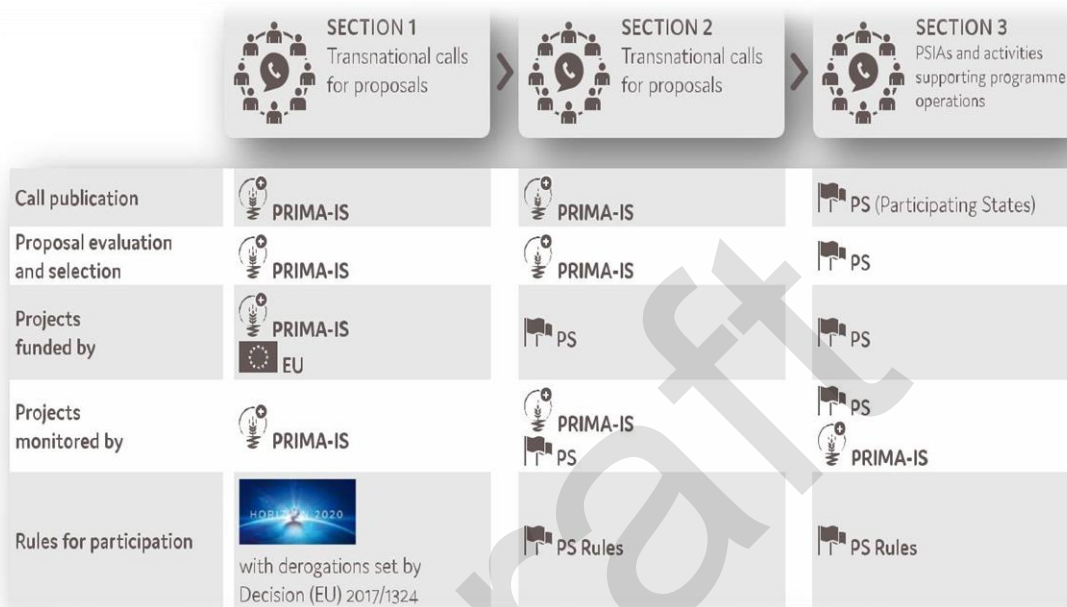 SECTION 1
Transnational calls
for proposals
SECTION 2
Transnational calls
for proposals
SECTION 3
PSIAs and activities
supporting programme
operations
Call publication
PRIMA-IS
PRIMA-IS
PS (Participating States)
Proposal evaluation
and selection
PRIMA-IS
PRIMA-IS
PS
Projects
funded by
PRIMA-IS
EU
PS
PS
Projects
monitored by
PRIMA-IS
PRIMA-IS
PS
PS
PRIMA-IS
Rules for participation
HORIZON 2020
with derogations set by
Decision (EU) 2017/1324
PS Rules
PS Rules
raft